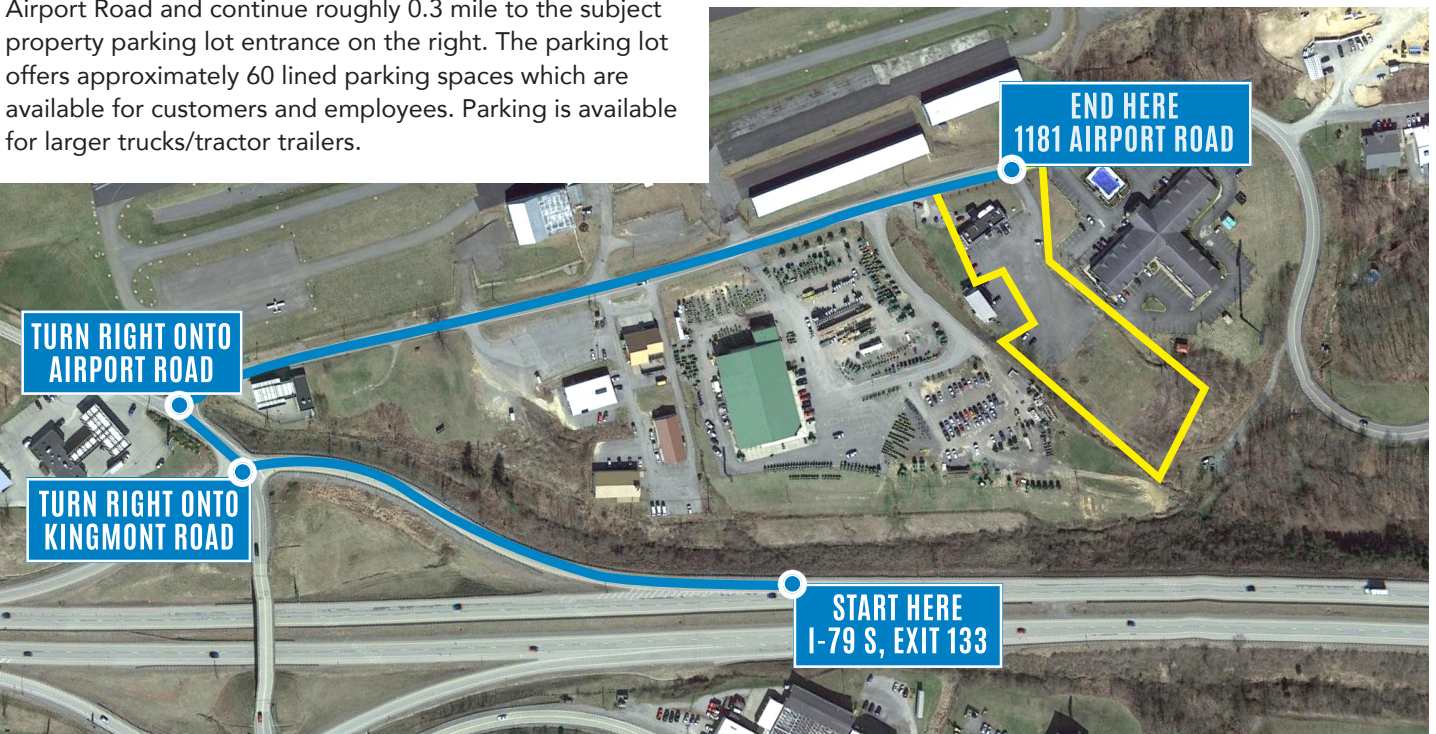 Airport Road and continue roughly 0.3 mile to the subject
property parking lot entrance on the right. The parking lot
offers approximately 60 lined parking spaces which are
available for customers and employees. Parking is available
for larger trucks/tractor trailers.
END HERE
1181 AIRPORT ROAD
TURN RIGHT ONTO
AIRPORT ROAD
TURN RIGHT ONTO
KINGMONT ROAD
START HERE
I-79 S, EXIT 133